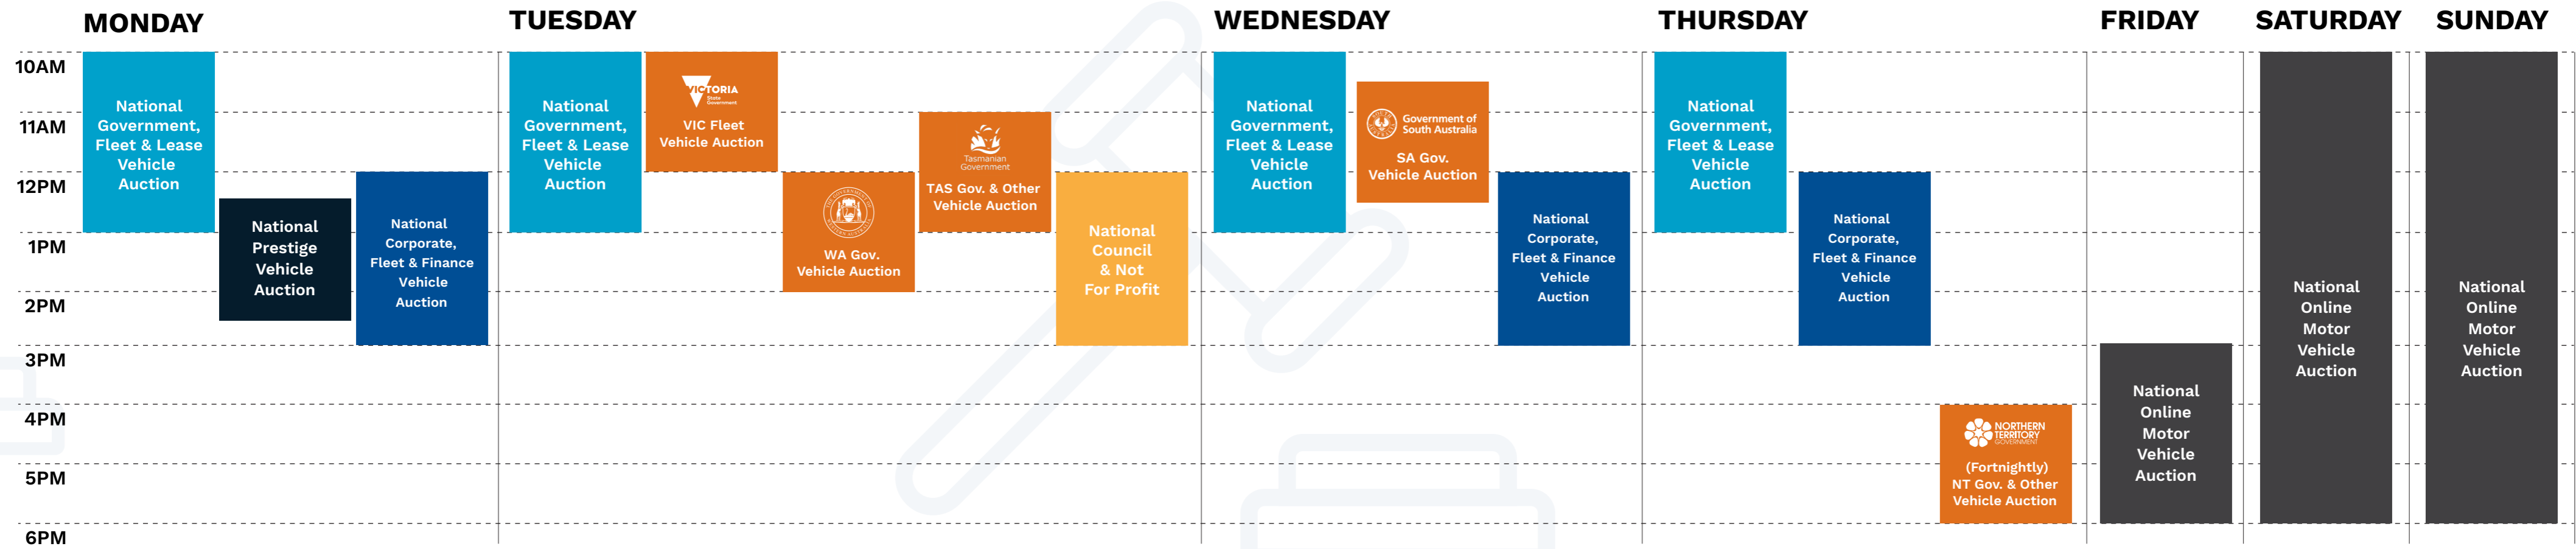 MONDAY
TUESDAY
WEDNESDAY
THURSDAY
FRIDAY
SATURDAY
SUNDAY
10AM
11AM
12PM
1PM
2PM
3PM
4PM
5PM
6PM
National
Government,
Fleet & Lease
Vehicle
Auction
National
Prestige
Vehicle
Auction
National
Corporate,
Fleet & Finance
Vehicle
Auction
National
Government,
Fleet & Lease
Vehicle
Auction
VICTORIA
State
Government
VIC Fleet
Vehicle Auction
WA Gov.
Vehicle Auction
Tasmanian
Government
TAS Gov. & Other
Vehicle Auction
National
Council
& Not
For Profit
National
Government,
Fleet & Lease
Vehicle
Auction
Government of
South Australia
SA Gov.
Vehicle Auction
National
Corporate,
Fleet & Finance
Vehicle
Auction
National
Government,
Fleet & Lease
Vehicle
Auction
National
Corporate,
Fleet & Finance
Vehicle
Auction
NORTHERN
TERRITORY
GOVERNMENT
(Fortnightly)
NT Gov. & Other
Vehicle Auction
National
Online
Motor
Vehicle
Auction
National
Online
Motor
Vehicle
Auction
National
Online
Motor
Vehicle
Auction